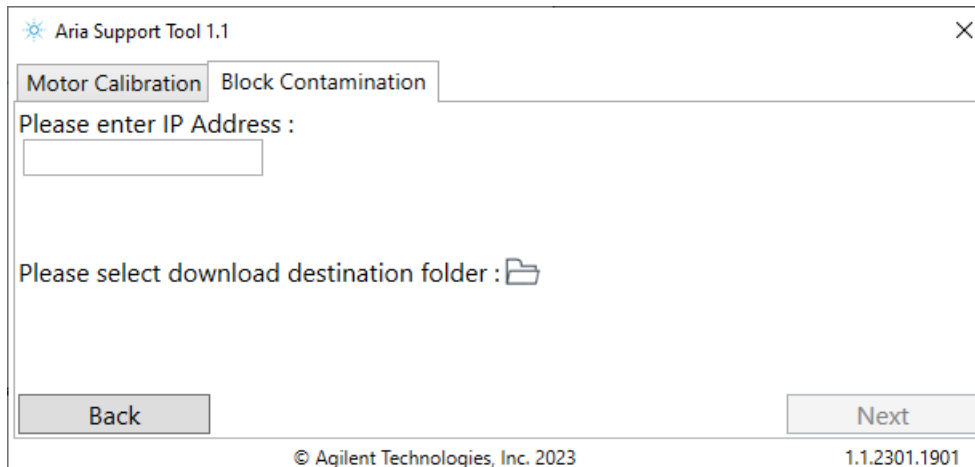 Aria Support Tool 1.1
Motor Calibration Block Contamination
Please enter IP Address :
Please select download destination folder :
Back Next
© Agilent Technologies, Inc. 2023 1.1.2301.1901